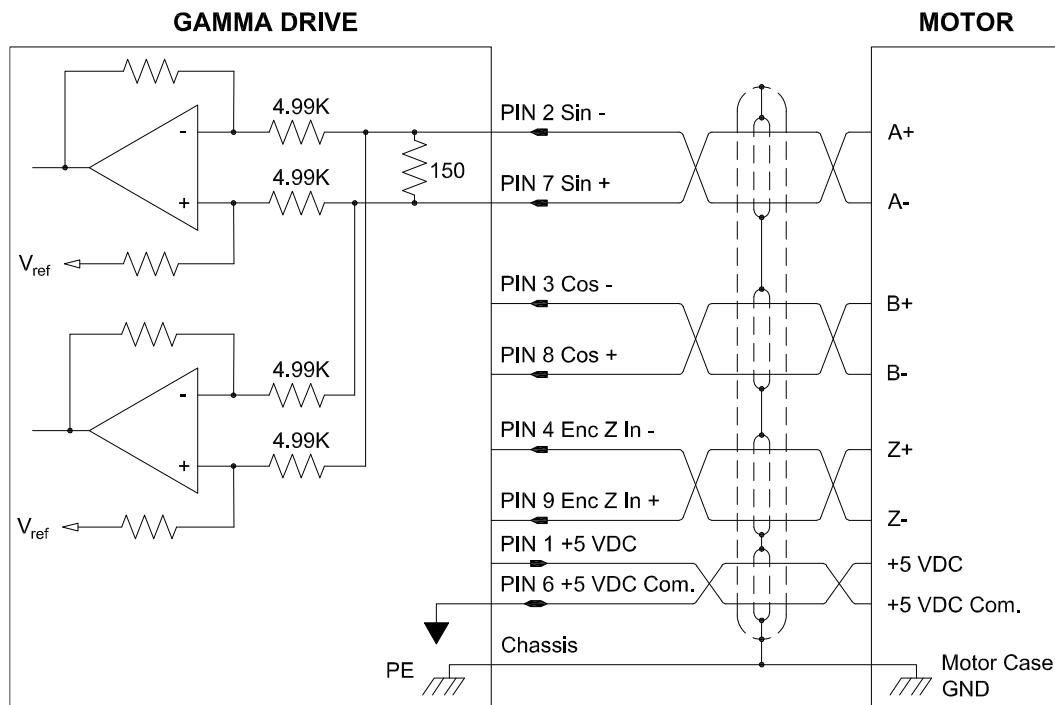 GAMMA DRIVE
MOTOR
4.99K
-
PIN 2 Sin -
A+
150
4.99K
+
PIN 7 Sin +
A-
Vref
PIN 3 Cos -
B+
4.99K
-
PIN 8 Cos +
B-
4.99K
+
PIN 4 Enc Z In -
Z+
Vref
PIN 9 Enc Z In +
Z-
PIN 1 +5 VDC
+5 VDC
PIN 6 +5 VDC Com.
+5 VDC Com.
Chassis
PE
Motor Case
GND